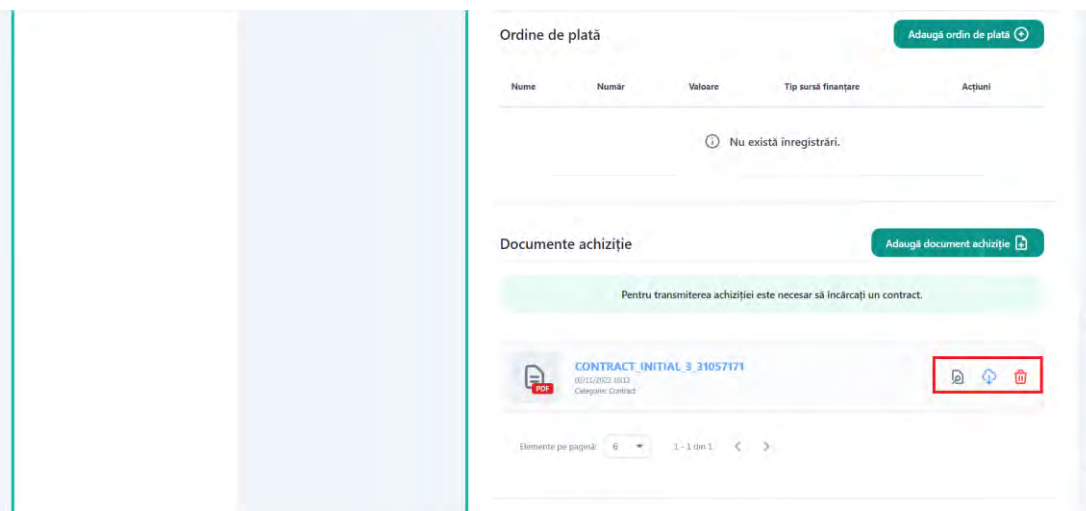 Ordine de plată
Adaugă ordin de plată
Nume Număr Valoare Tip sursă finanțare Acțiuni
Nu există înregistrări.
Documente achiziție
Adaugă document achiziție
Pentru transmiterea achiziției este necesar să încărcați un contract.
CONTRACT_INITIAL_3_31057171
Categorie: Contract
PDF
Elemente pe pagină: 6 1 - 1 din 1